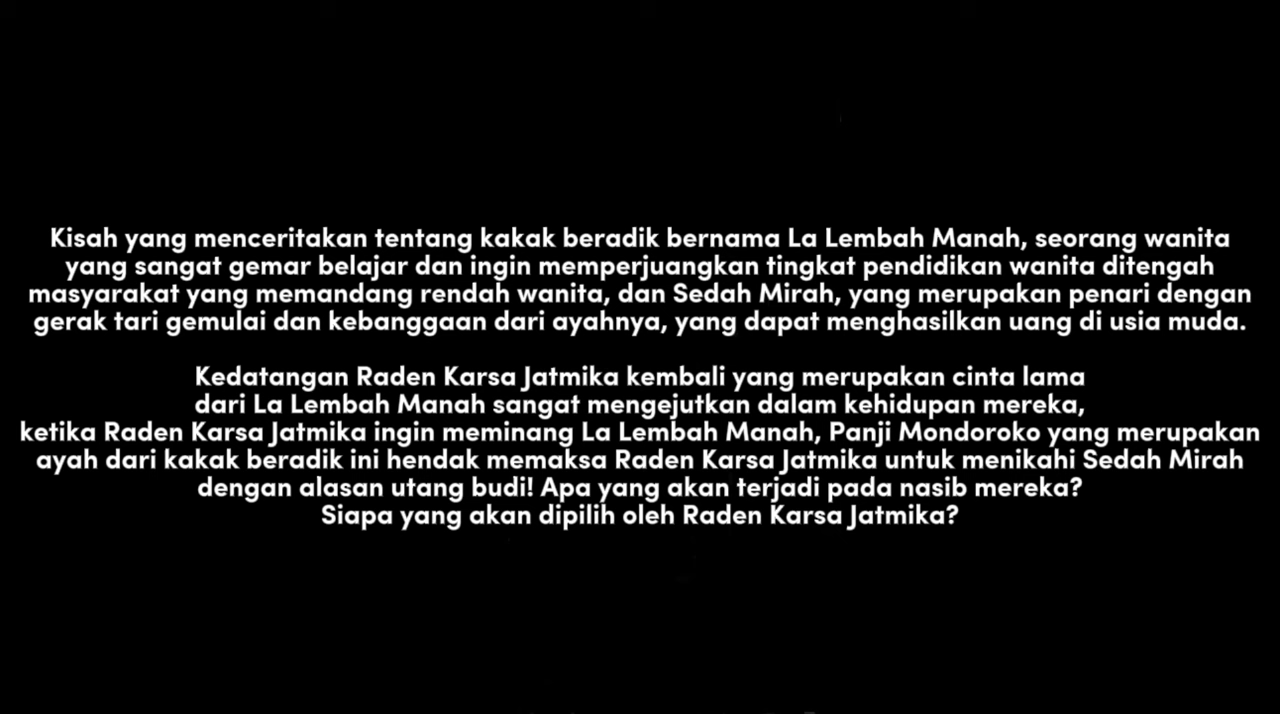 Kisah yang menceritakan tentang kakak beradik bernama La Lembah Manah, seorang wanita
yang sangat gemar belajar dan ingin memperjuangkan tingkat pendidikan wanita ditengah
masyarakat yang memandang rendah wanita, dan Sedah Mirah, yang merupakan penari dengan
gerak tari gemulai dan kebanggaan dari ayahnya, yang dapat menghasilkan uang di usia muda.
Kedatangan Raden Karsa Jatmika kembali yang merupakan cinta lama
dari La Lembah Manah sangat mengejutkan dalam kehidupan mereka,
ketika Raden Karsa Jatmika ingin meminang La Lembah Manah, Panji Mondoroko yang merupakan
ayah dari kakak beradik ini hendak memaksa Raden Karsa Jatmika untuk menikahi Sedah Mirah
dengan alasan utang budi! Apa yang akan terjadi pada nasib mereka?
Siapa yang akan dipilih oleh Raden Karsa Jatmika?